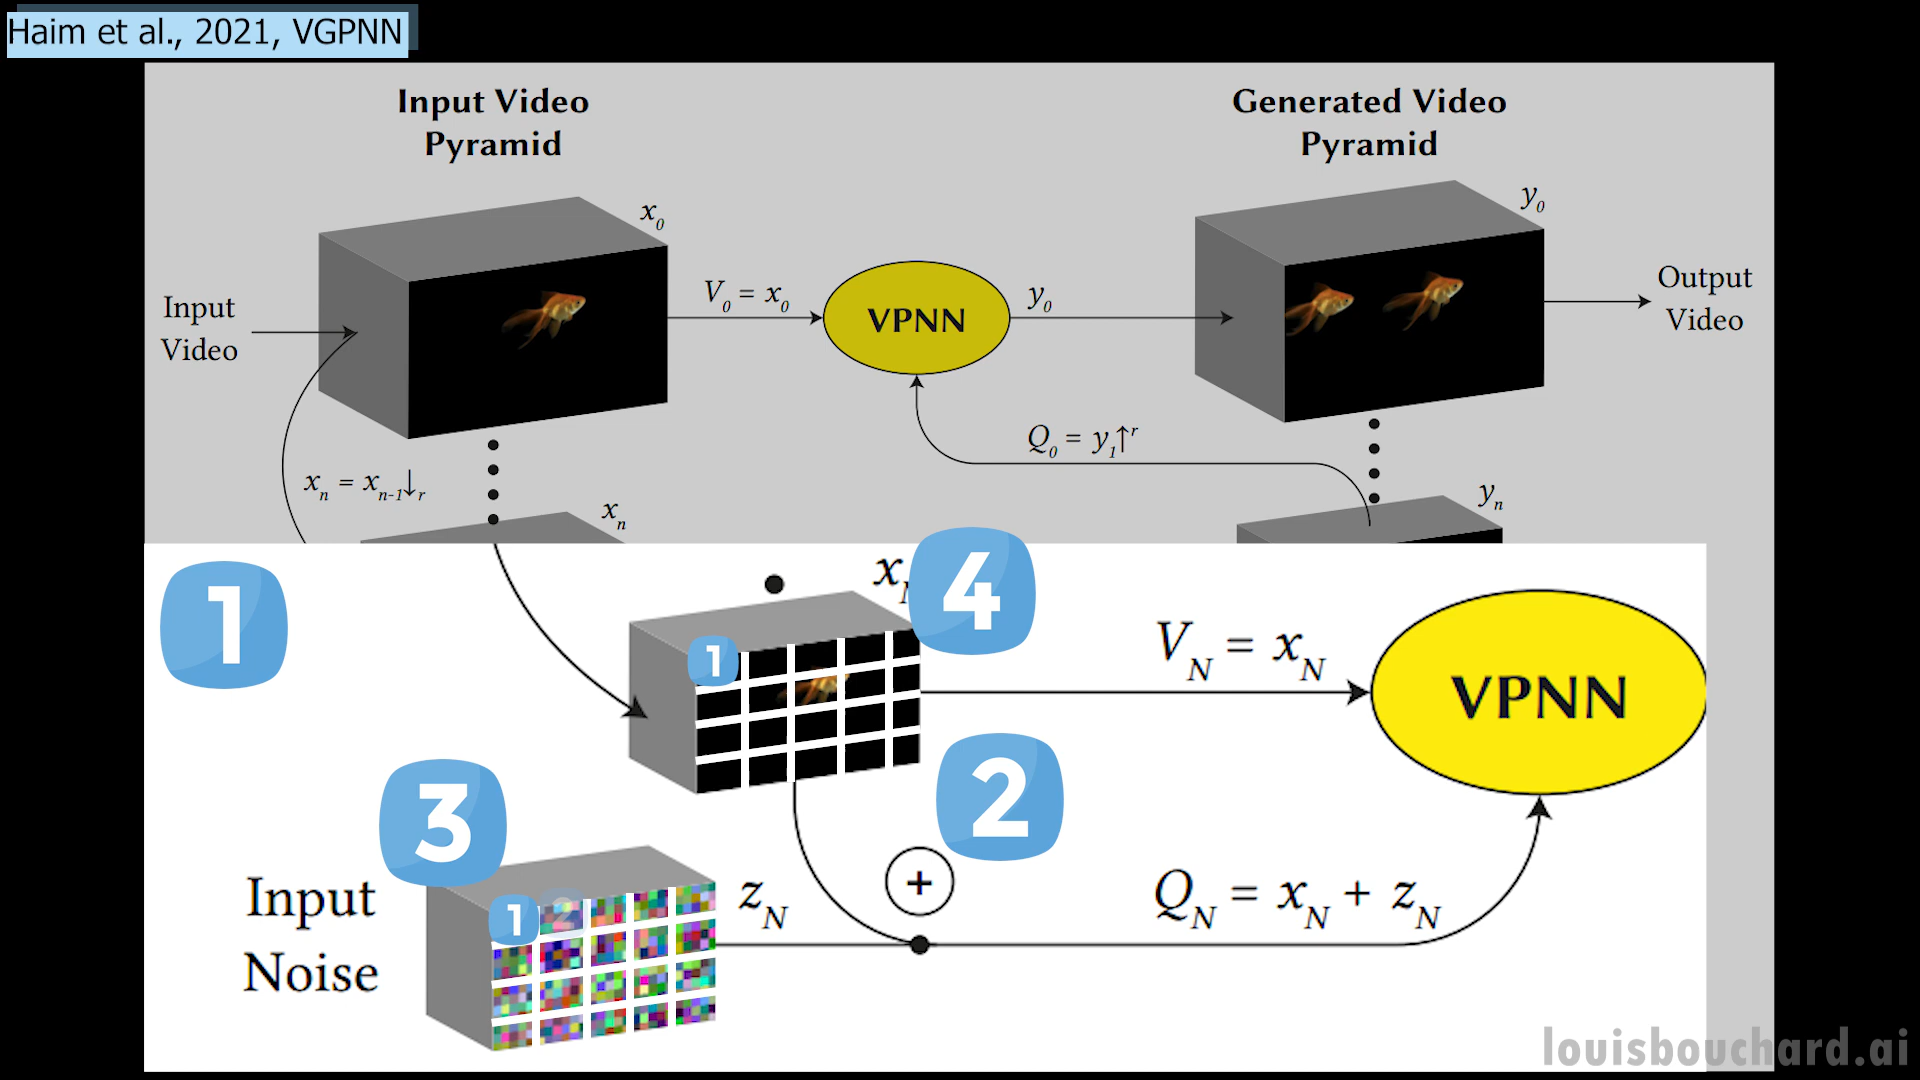 Haim et al., 2021, VGPNN
Input Video
Pyramid
Generated Video
Pyramid
x0
y0
Input
Video
V0 = x0
VPNN
y0
Output
Video
Q0 = y1↑r
xn = xn-1↓r
xn
yn
1
xN
4
1
VN = xN
VPNN
2
3
Input
Noise
1
2
zN
+
QN = xN + zN
louisbouchard.ai